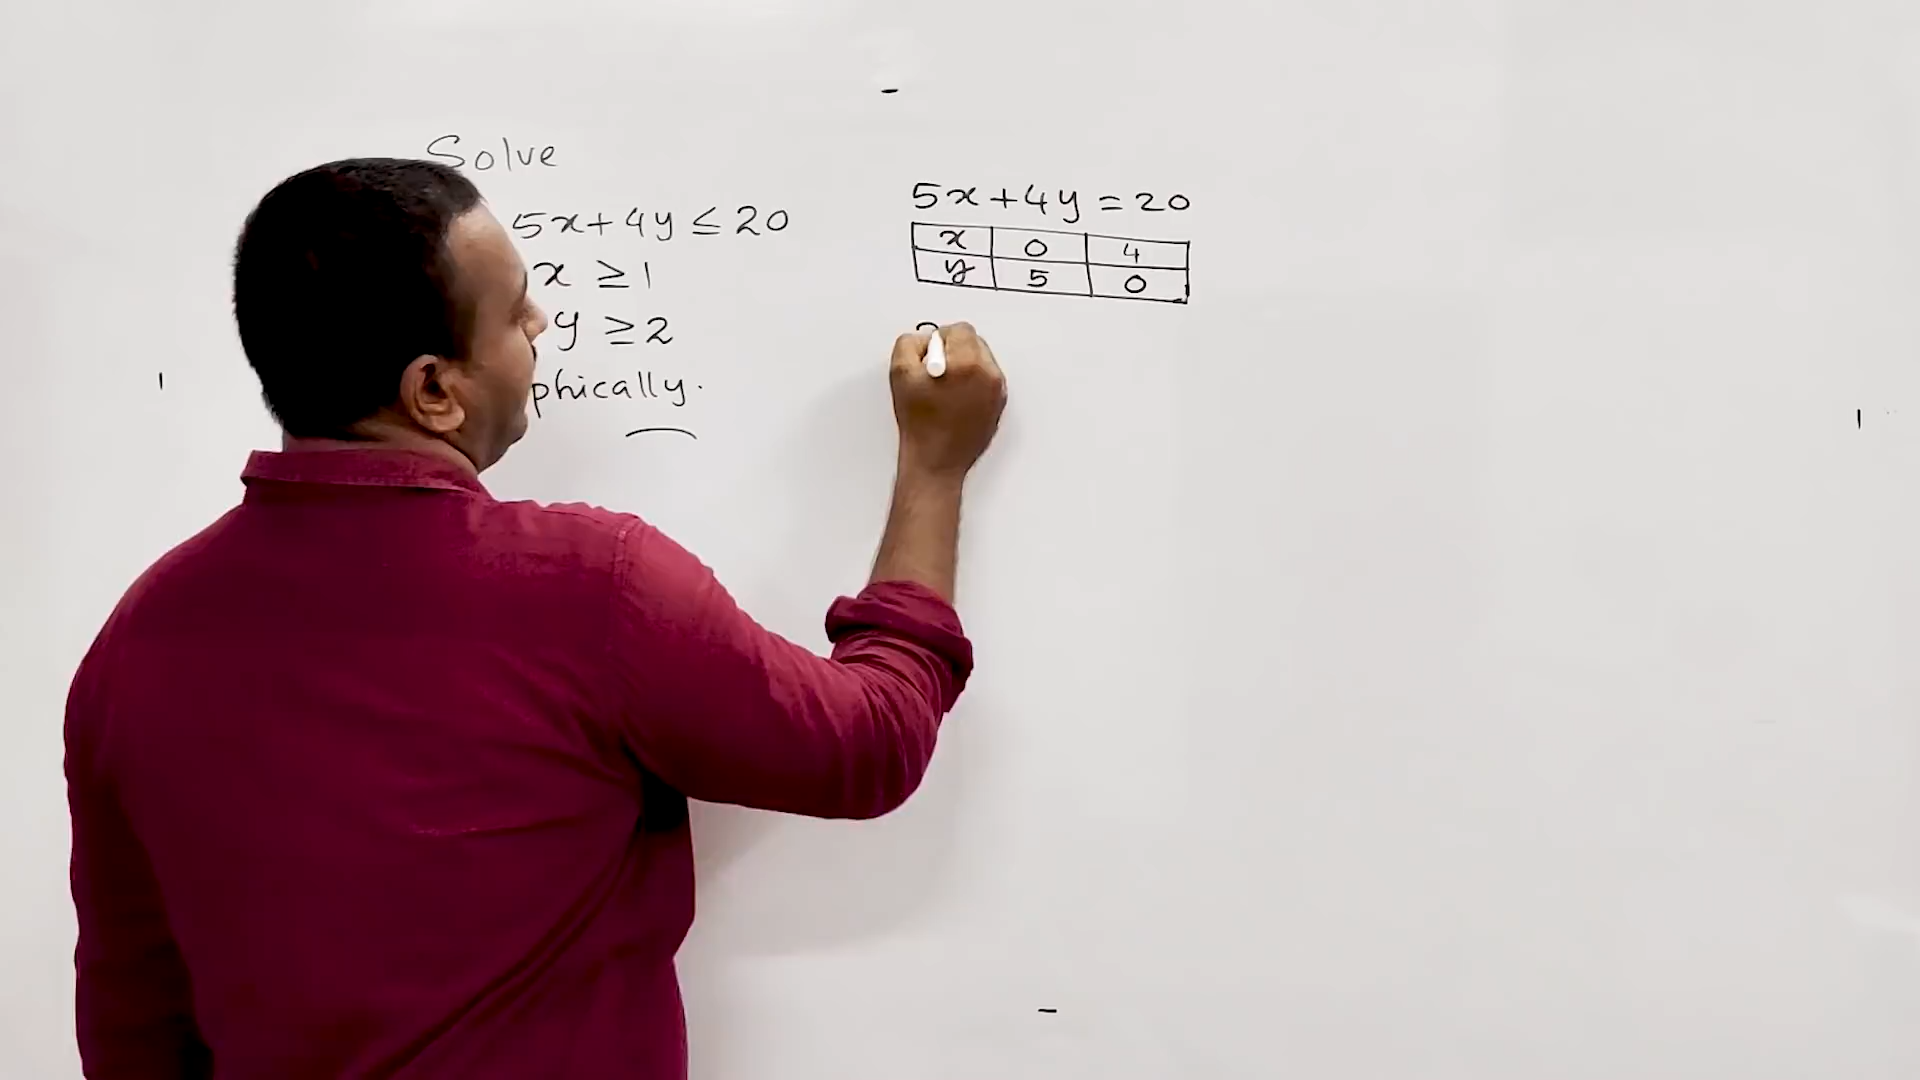 Solve
5x+4y ≤ 20
x ≥ 1
y ≥ 2
phically.
5x+4y = 20
x 0 4
y 5 0